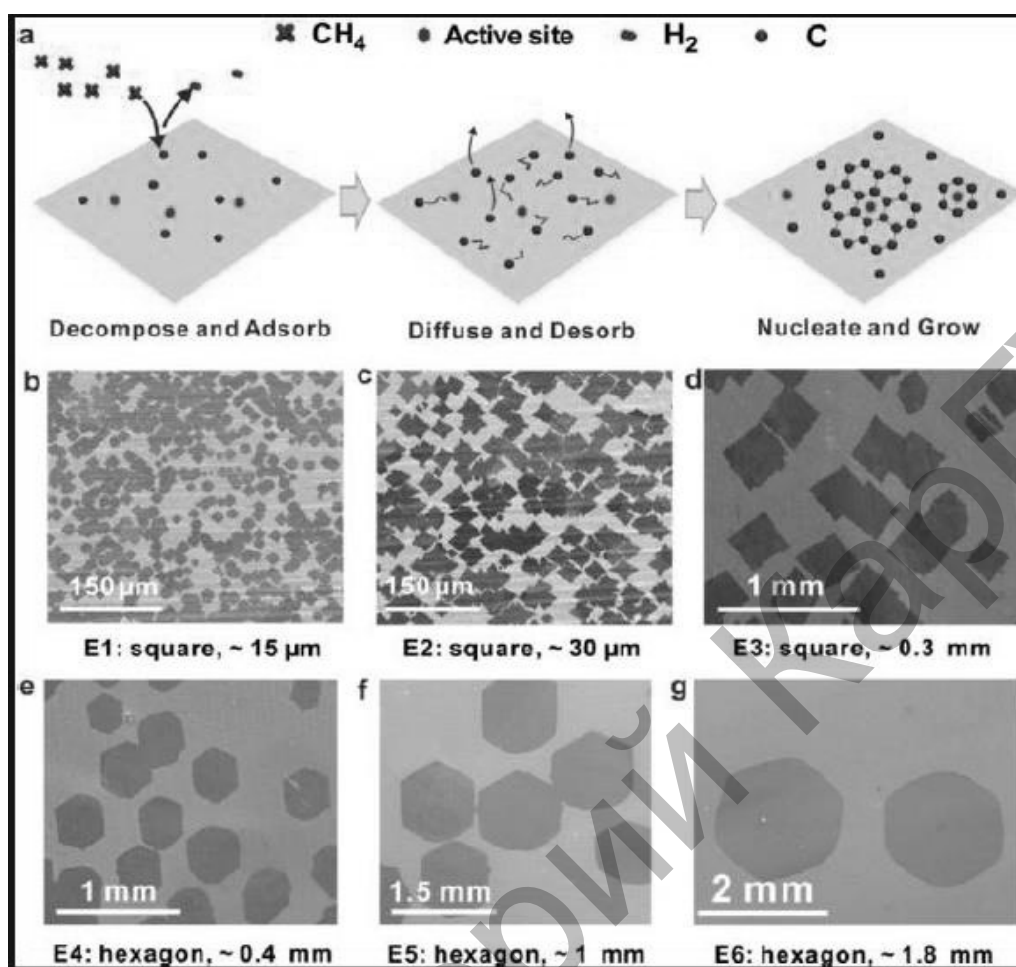 a
CH4 Active site H2 C
Decompose and Adsorb Diffuse and Desorb Nucleate and Grow
b c d
150 µm 150 µm 1 mm
E1: square, ~ 15 µm E2: square, ~ 30 µm E3: square, ~ 0.3 mm
e f g
1 mm 1.5 mm 2 mm
E4: hexagon, ~ 0.4 mm E5: hexagon, ~ 1 mm E6: hexagon, ~ 1.8 mm